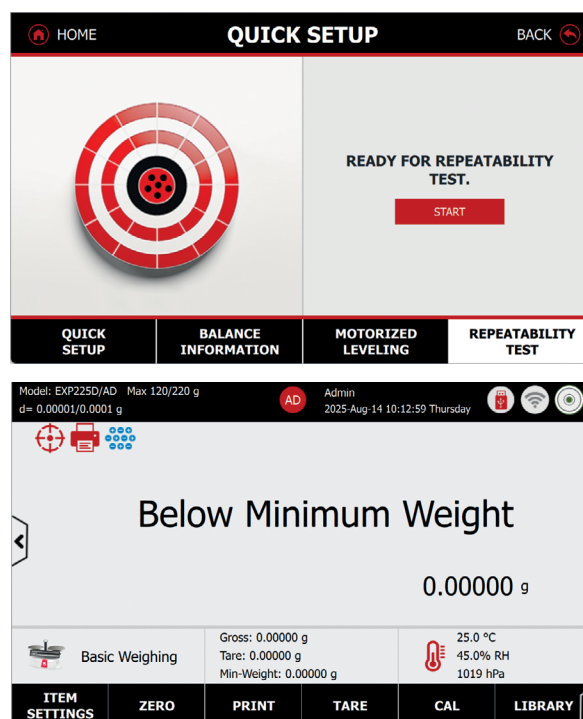 HOME QUICK SETUP BACK
READY FOR REPEATABILITY
TEST.
START
QUICK SETUP BALANCE INFORMATION MOTORIZED LEVELING REPEATABILITY TEST
Model: EXP225D/AD Max 120/220 g
d= 0.00001/0.0001 g
AD
Admin
2025-Aug-14 10:12:59 Thursday
Below Minimum Weight
0.00000 g
Basic Weighing
Gross: 0.00000 g
Tare: 0.00000 g
Min-Weight: 0.00000 g
25.0 °C
45.0% RH
1019 hPa
ITEM SETTINGS ZERO PRINT TARE CAL LIBRARY